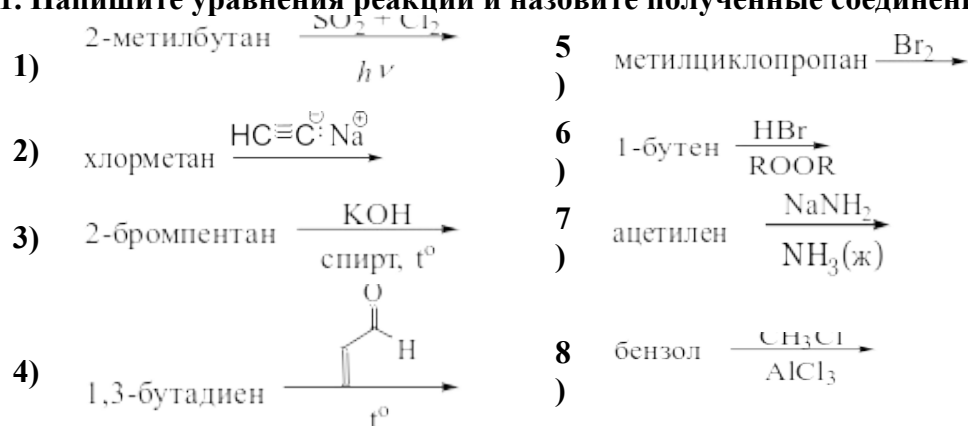 1. Напишите уравнения реакций и назовите полученные
1) 2-метилбутан SO2 + Cl2 hν
2) хлорметан HC≡C:⊖ Na⊕
3) 2-бромпентан KOH спирт, t°
4) 1,3-бутадиен O H t°
5) метилциклопропан Br2
6) 1-бутен HBr ROOR
7) ацетилен NaNH2 NH3(ж)
8) бензол CH3Cl AlCl3